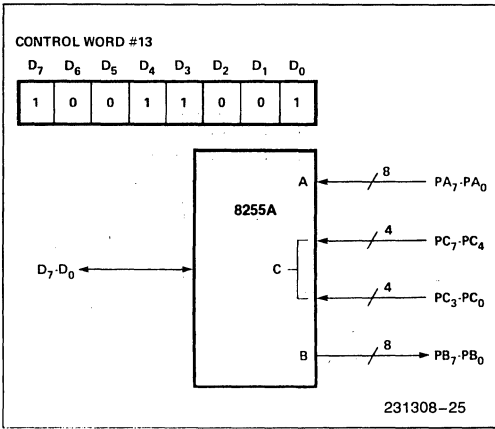 CONTROL WORD #13
D7 D6 D5 D4 D3 D2 D1 D0
1 0 0 1 1 0 0 1
A 8 PA7-PA0
8255A
4 PC7-PC4
D7-D0 C
4 PC3-PC0
B 8 PB7-PB0
231308-25